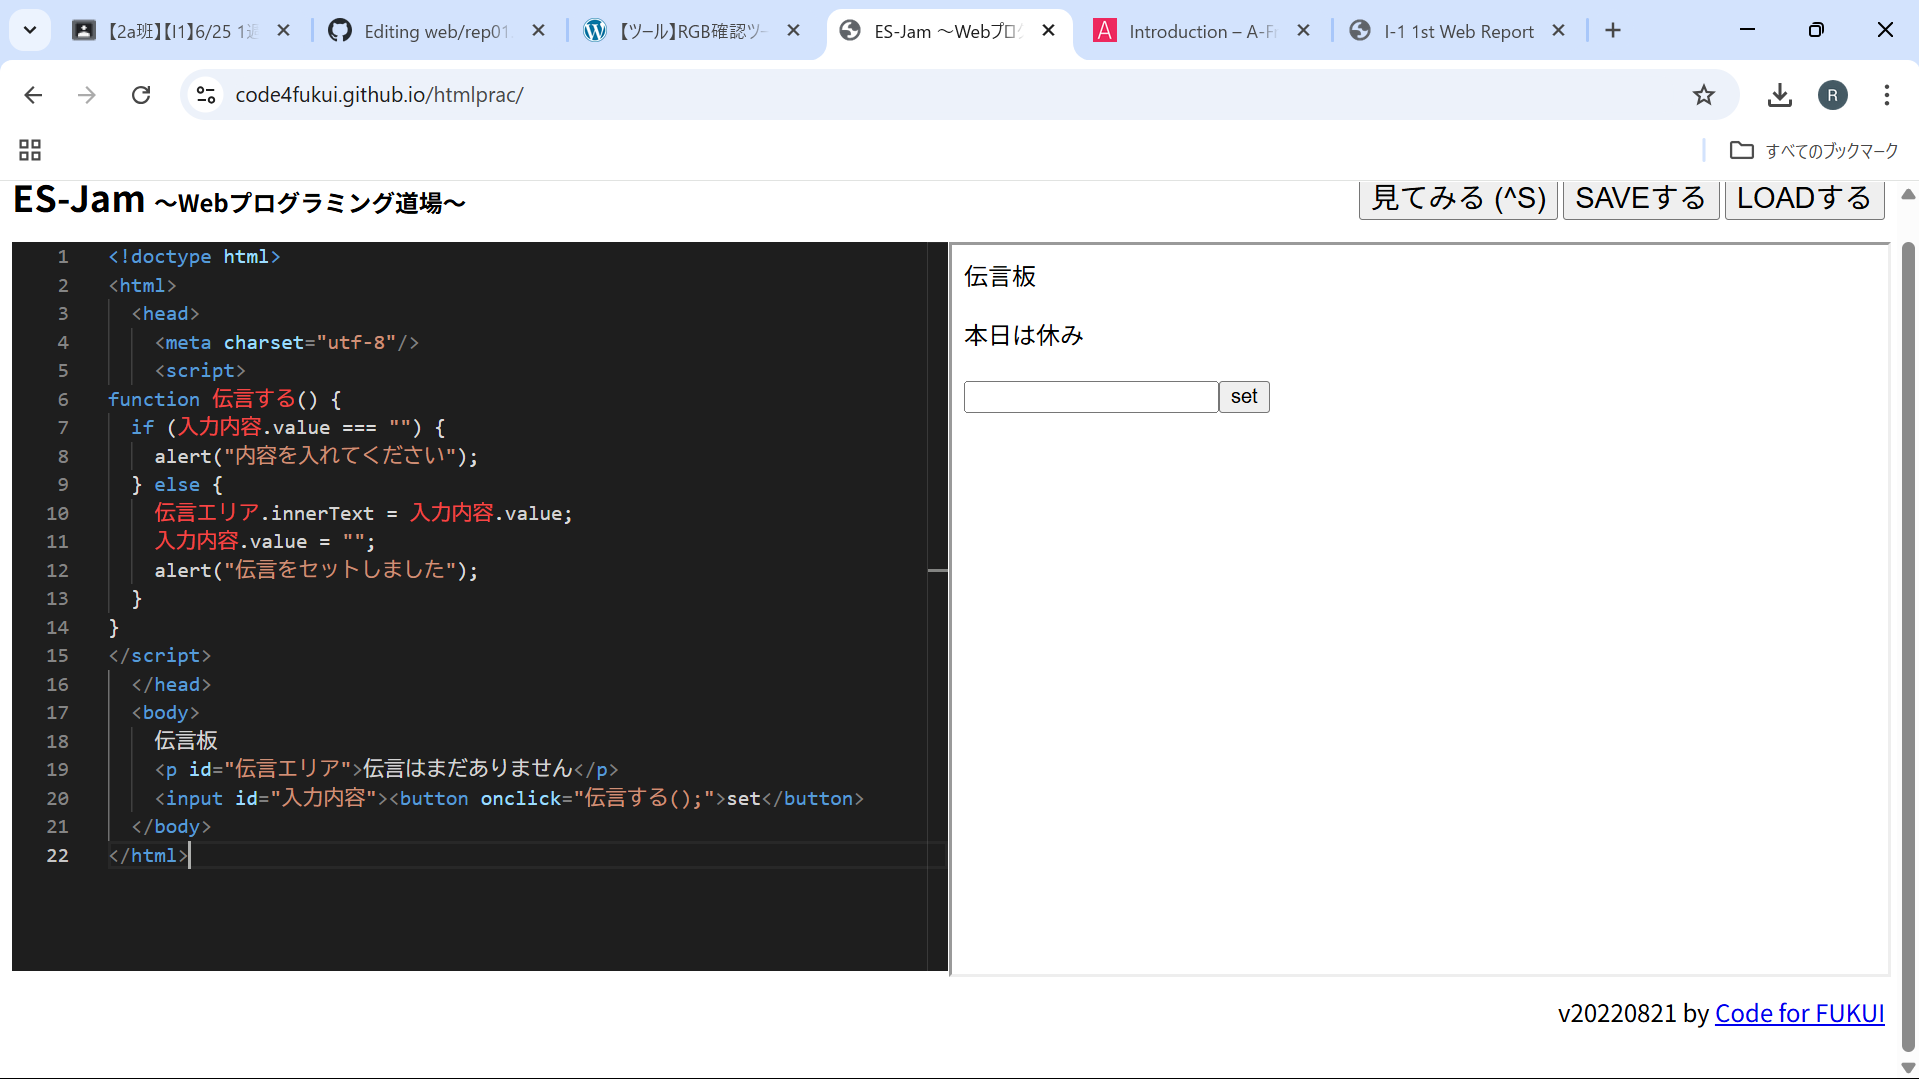 【2a班】【I1】6/25 1週
Editing web/rep01
【ツール】RGB確認ツー
ES-Jam ～Webプロ
Introduction – A-Fr
I-1 1st Web Report
code4fukui.github.io/htmlprac/
R
すべてのブックマーク
ES-Jam ～Webプログラミング道場～
見てみる (^S) SAVEする LOADする
1 <!doctype html>
2 <html>
3 <head>
4 <meta charset="utf-8"/>
5 <script>
6 function 伝言する() {
7 if (入力内容.value === "") {
8 alert("内容を入れてください");
9 } else {
10 伝言エリア.innerText = 入力内容.value;
11 入力内容.value = "";
12 alert("伝言をセットしました");
13 }
14 }
15 </script>
16 </head>
17 <body>
18 伝言板
19 <p id="伝言エリア">伝言はまだありません</p>
20 <input id="入力内容"><button onclick="伝言する();">set</button>
21 </body>
22 </html>
伝言板
本日は休み
set
v20220821 by Code for FUKUI